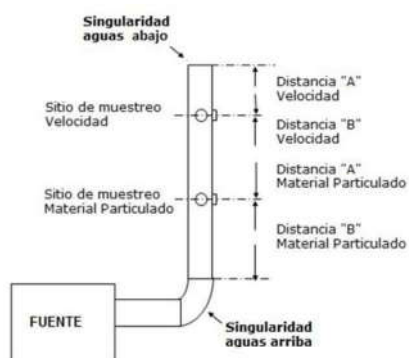 Singularidad
aguas abajo
Distancia "A"
Velocidad
Sitio de muestreo
Velocidad
Distancia "B"
Velocidad
Distancia "A"
Material Particulado
Sitio de muestreo
Material Particulado
Distancia "B"
Material Particulado
FUENTE
Singularidad
aguas arriba